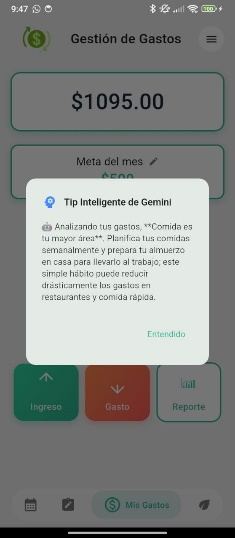 9:47
100
Gestión de Gastos
$1095.00
Meta del mes
$500
Tip Inteligente de Gemini
Analizando tus gastos, **Comida es
tu mayor área**. Planifica tus comidas
semanalmente y prepara tu almuerzo
en casa para llevarlo al trabajo; este
simple hábito puede reducir
drásticamente los gastos en
restaurantes y comida rápida.
Entendido
Ingreso
Gasto
Reporte
Mis Gastos